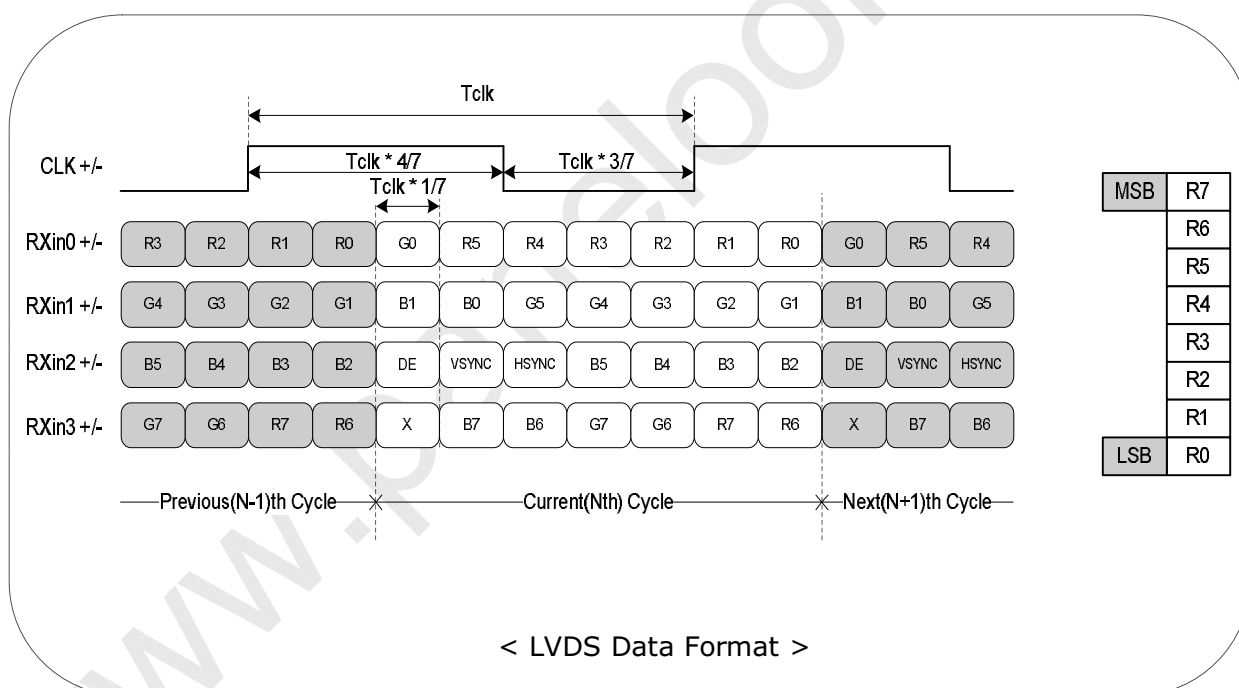 Tclk
CLK +/-
Tclk * 4/7
Tclk * 3/7
Tclk * 1/7
RXin0 +/- R3 R2 R1 R0 G0 R5 R4 R3 R2 R1 R0 G0 R5 R4
RXin1 +/- G4 G3 G2 G1 B1 B0 G5 G4 G3 G2 G1 B1 B0 G5
RXin2 +/- B5 B4 B3 B2 DE VSYNC HSYNC B5 B4 B3 B2 DE VSYNC HSYNC
RXin3 +/- G7 G6 R7 R6 X B7 B6 G7 G6 R7 R6 X B7 B6
Previous(N-1)th Cycle Current(Nth) Cycle Next(N+1)th Cycle
MSB R7
R6
R5
R4
R3
R2
R1
LSB R0
< LVDS Data Format >